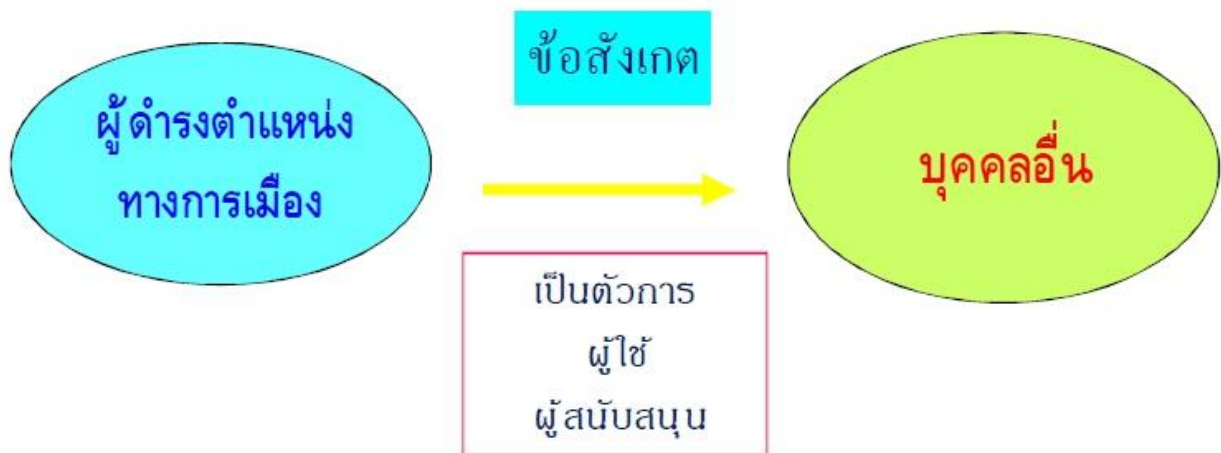 ข้อสังเกต
ผู้ดำรงตำแหน่ง
ทางการเมือง
บุคคลอื่น
เป็นตัวการ
ผู้ใช้
ผู้สนับสนุน